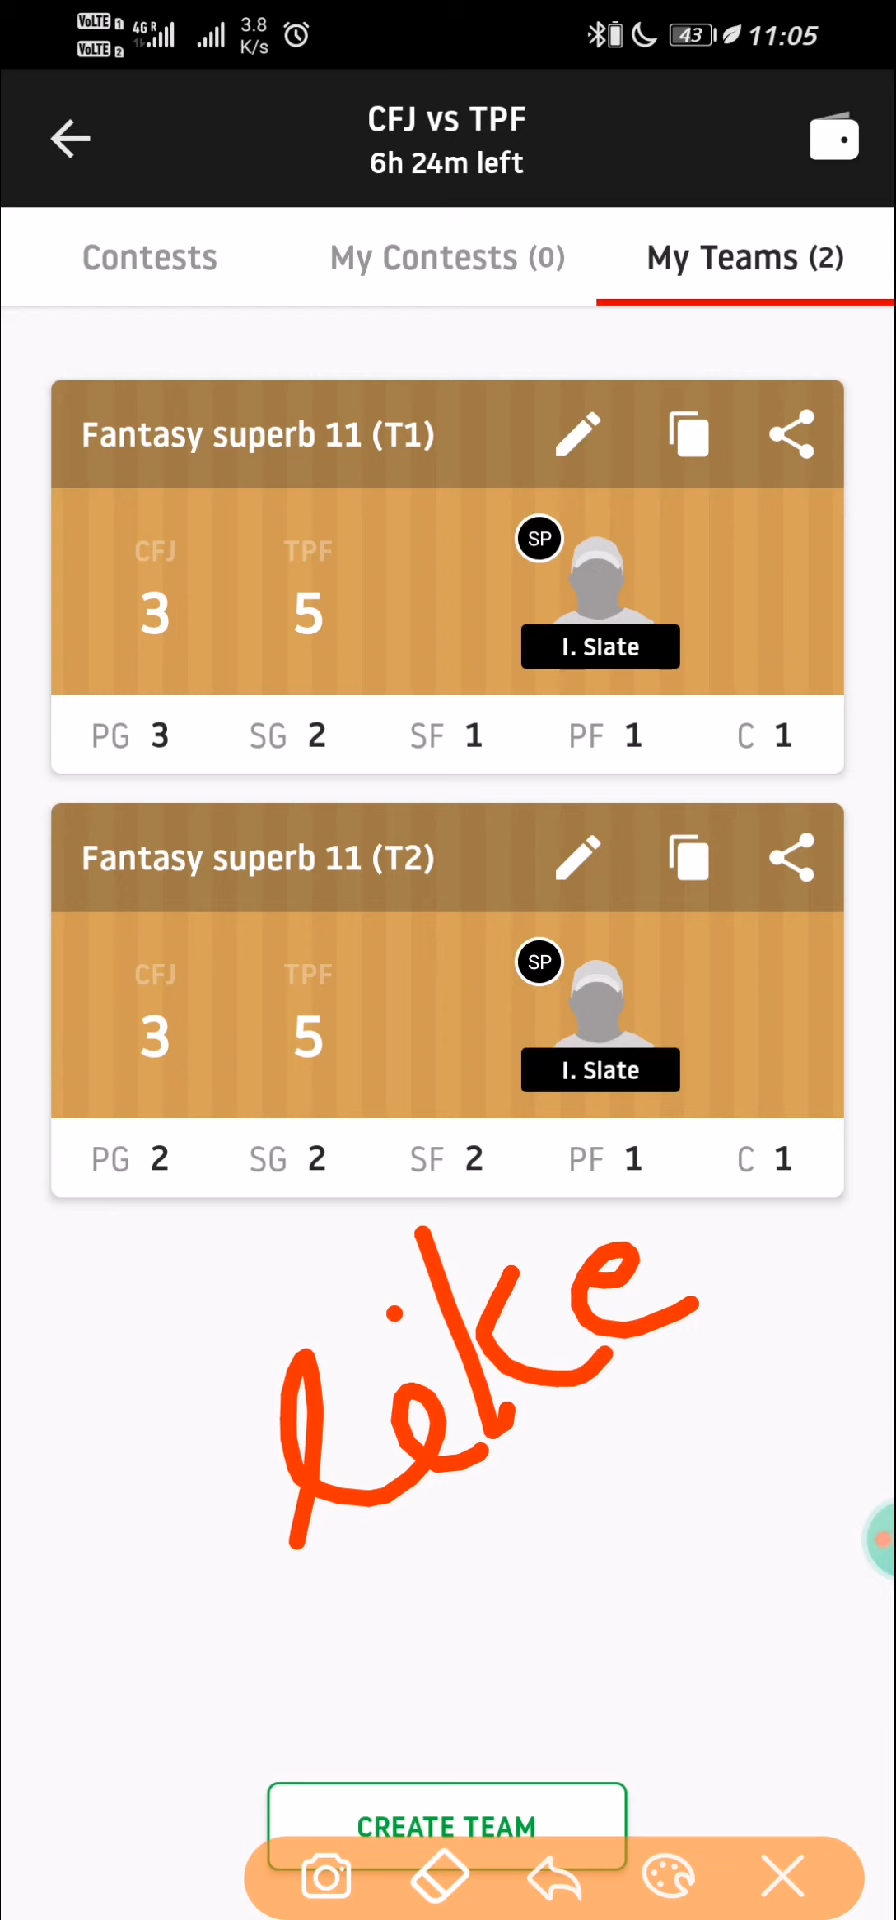 VoLTE 1 4G R 3.8 K/s 43 11:05
VoLTE 2
CFJ vs TPF
6h 24m left
Contests My Contests (0) My Teams (2)
Fantasy superb 11 (T1)
SP
CFJ TPF
3 5
I. Slate
PG 3 SG 2 SF 1 PF 1 C 1
Fantasy superb 11 (T2)
SP
CFJ TPF
3 5
I. Slate
PG 2 SG 2 SF 2 PF 1 C 1
like
CREATE TEAM